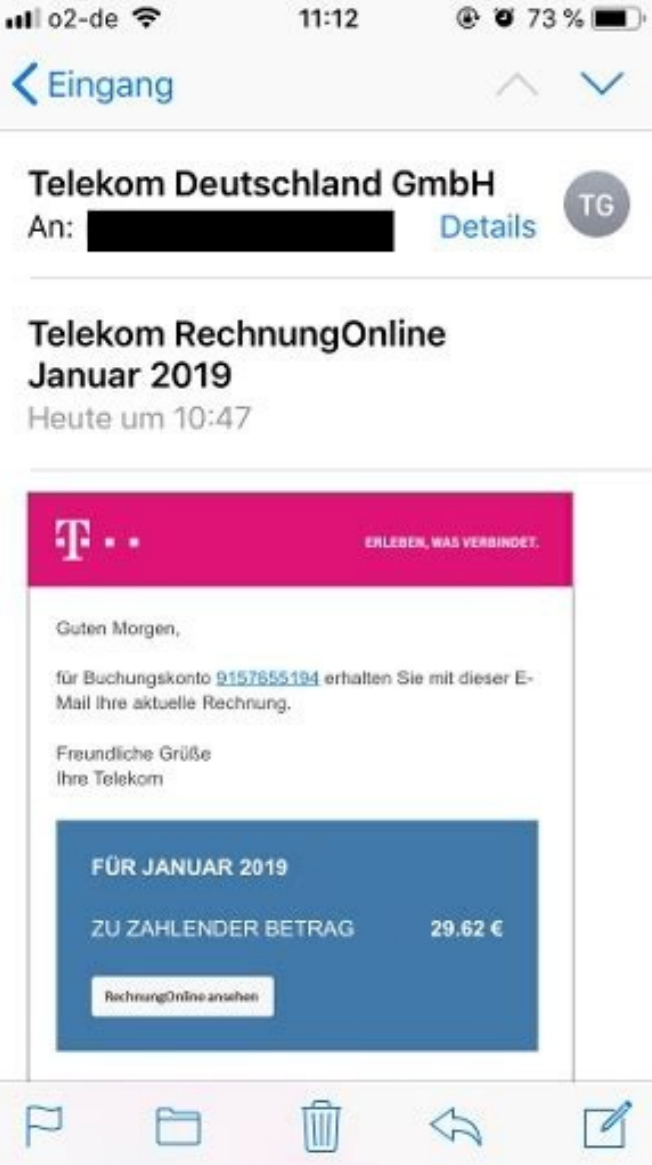 o2-de 11:12 73 %
Eingang
Telekom Deutschland GmbH
TG
An: Details
Telekom RechnungOnline
Januar 2019
Heute um 10:47
T ERLEBEN, WAS VERBINDET.
Guten Morgen,
für Buchungskonto 9157655194 erhalten Sie mit dieser E-
Mail Ihre aktuelle Rechnung.
Freundliche Grüße
Ihre Telekom
FÜR JANUAR 2019
ZU ZAHLENDER BETRAG 29.62 €
RechnungOnline ansehen